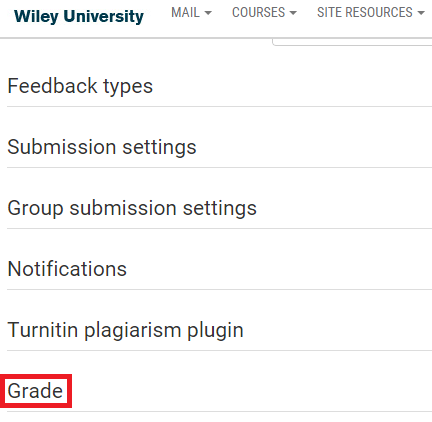 Wiley University MAIL COURSES SITE RESOURCES
Feedback types
Submission settings
Group submission settings
Notifications
Turnitin plagiarism plugin
Grade